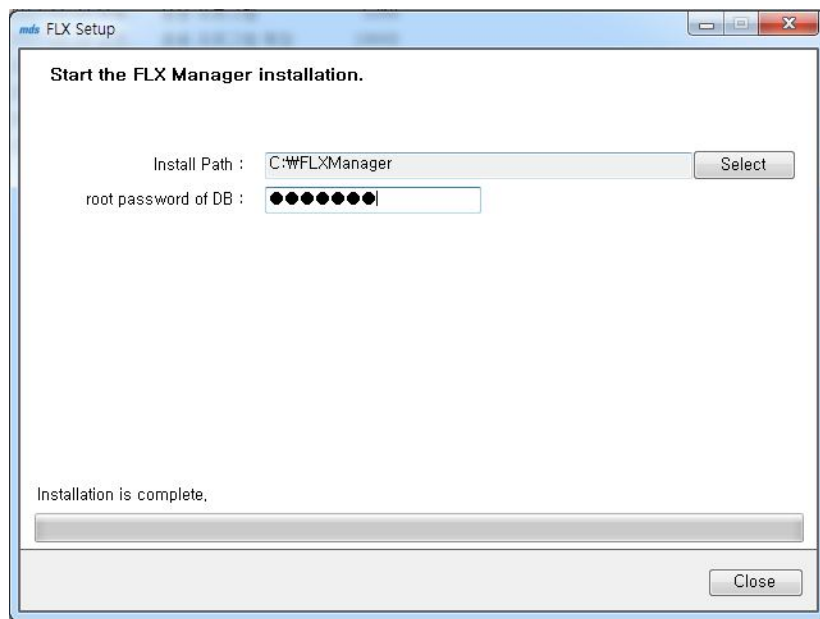 mds FLX Setup
Start the FLX Manager installation.
Install Path : C:₩FLXManager Select
root password of DB : ●●●●●●●
Installation is complete,
Close